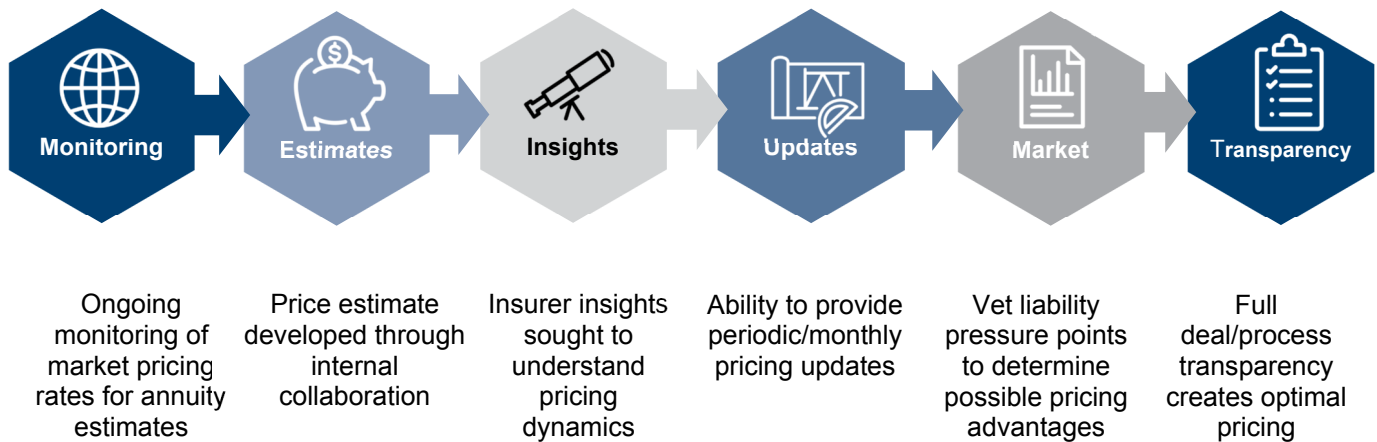 $
Monitoring
Estimates
Insights
Updates
Market
Transparency
Ongoing
monitoring of
market pricing
rates for annuity
estimates
Price estimate
developed through
internal
collaboration
Insurer insights
sought to
understand
pricing
dynamics
Ability to provide
periodic/monthly
pricing updates
Vet liability
pressure points
to determine
possible pricing
advantages
Full
deal/process
transparency
creates optimal
pricing